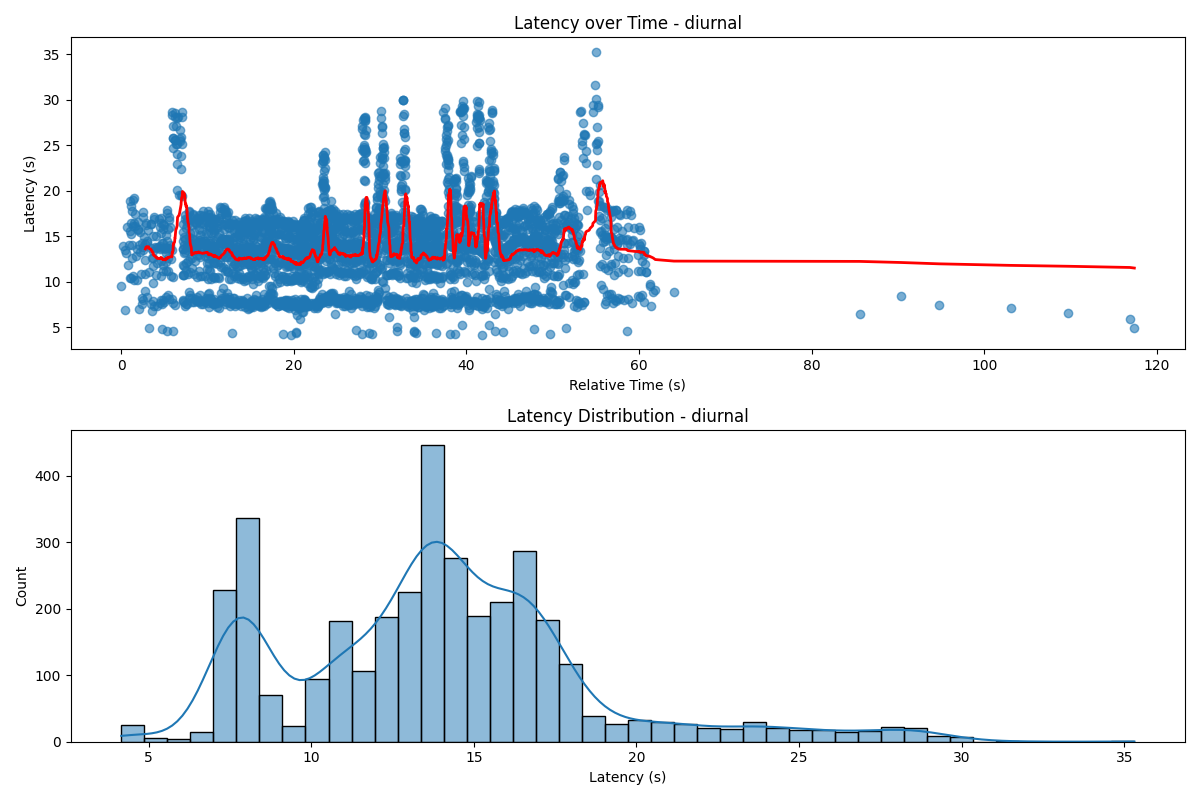 Latency over Time - diurnal
Latency (s)
35
30
25
20
15
10
5
0 20 40 60 80 100 120
Relative Time (s)
Latency Distribution - diurnal
Count
400
300
200
100
0
5 10 15 20 25 30 35
Latency (s)